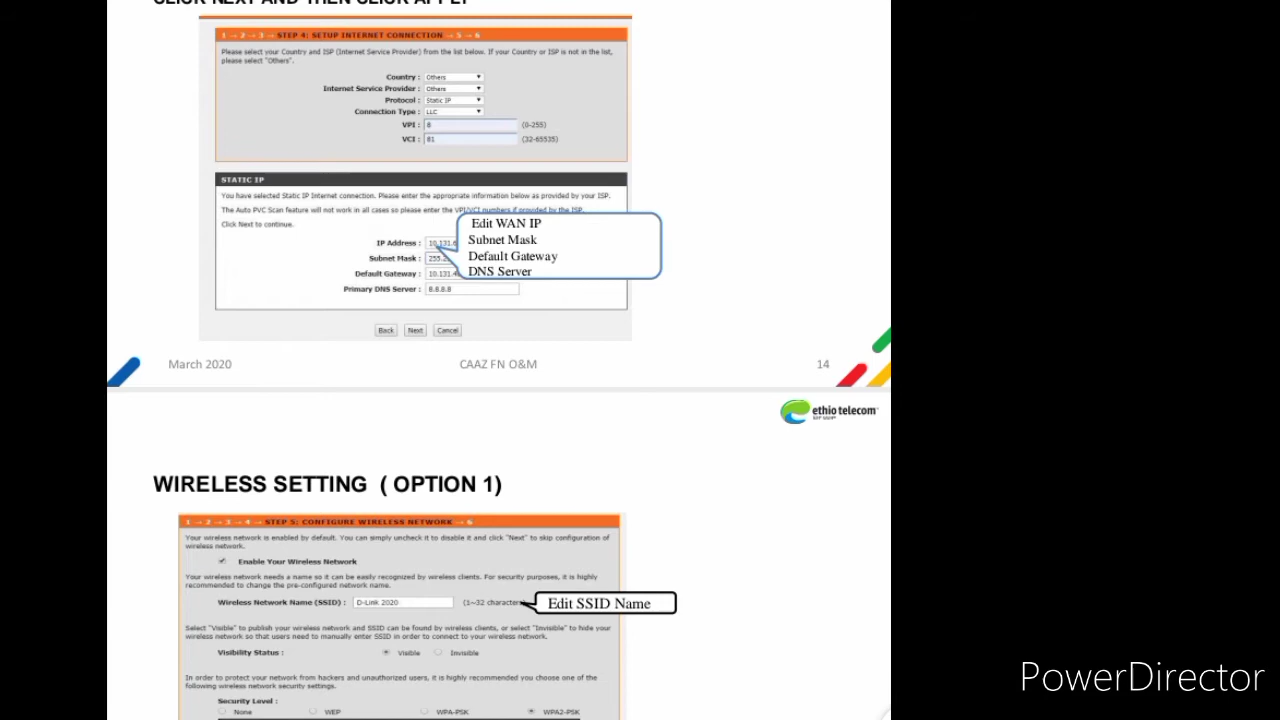 CLICK NEXT AND THEN CLICK APPLY
1 → 2 → 3 → STEP 4: SETUP INTERNET CONNECTION → 5 → 6
Please select your Country and ISP (Internet Service Provider) from the list below. If your Country or ISP is not in the list,
please select "Others".
Country : Others
Internet Service Provider : Others
Protocol : Static IP
Connection Type : LLC
VPI : 8 (0-255)
VCI : 81 (32-65535)
STATIC IP
You have selected Static IP Internet connection. Please enter the appropriate information below as provided by your ISP.
The Auto PVC Scan feature will not work in all cases so please enter the VPI/VCI numbers if provided by the ISP.
Click Next to continue.
Edit WAN IP
Subnet Mask
Default Gateway
DNS Server
IP Address : 10.131.6
Subnet Mask : 255.2
Default Gateway : 10.131.4
Primary DNS Server : 8.8.8.8
Back Next Cancel
March 2020 CAAZ FN O&M 14
ethio telecom
WIRELESS SETTING ( OPTION 1)
1 → 2 → 3 → 4 → STEP 5: CONFIGURE WIRELESS NETWORK → 6
Your wireless network is enabled by default. You can simply uncheck it to disable it and click "Next" to skip configuration of
wireless network.
Enable Your Wireless Network
Your wireless network needs a name so it can be easily recognized by wireless clients. For security purposes, it is highly
recommended to change the pre-configured network name.
Wireless Network Name (SSID) : D-Link 2020 (1~32 characters)
Edit SSID Name
Select "Visible" to publish your wireless network and SSID can be found by wireless clients, or select "Invisible" to hide your
wireless network so that users need to manually enter SSID in order to connect to your wireless network.
Visibility Status : Visible Invisible
In order to protect your network from hackers and unauthorized users, it is highly recommended you choose one of the
following wireless network security settings.
Security Level :
None WEP WPA-PSK WPA2-PSK
PowerDirector